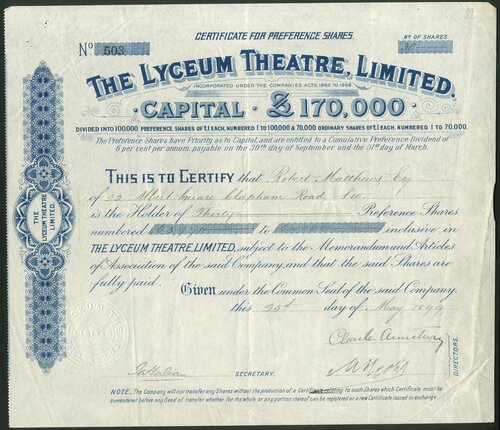 CERTIFICATE FOR PREFERENCE SHARES.
Nº 503
Nº OF SHARES.
30
THE LYCEUM THEATRE, LIMITED.
INCORPORATED UNDER THE COMPANIES ACTS, 1862 TO 1898.
CAPITAL £170,000
DIVIDED INTO 100,000 PREFERENCE SHARES OF £1 EACH, NUMBERED 1 TO 100,000 & 70,000 ORDINARY SHARES OF £1 EACH, NUMBERED 1 TO 70,000.
The Preference Shares have Priority as to Capital, and are entitled to a Cumulative Preference Dividend of
6 per cent per annum payable on the 30th day of September and the 31st day of March.
THIS IS TO CERTIFY that Robert Matthews Esq
of 22 Albert Square Clapham Road
is the Holder of Thirty Preference Shares
numbered to inclusive in
THE LYCEUM THEATRE, LIMITED, subject to the Memorandum and Articles
of Association of the said Company, and that the said Shares are
fully paid.
Given under the Common Seal of the said Company
this 25th day of May 1899
THE LYCEUM THEATRE LIMITED.
SECRETARY.
DIRECTORS.
NOTE. The Company will not transfer any Shares without the production of a Certificate relating to such Shares which Certificate must be
surrendered before any Deed of transfer whether for the whole or any portion thereof can be registered or a new Certificate issued in exchange.